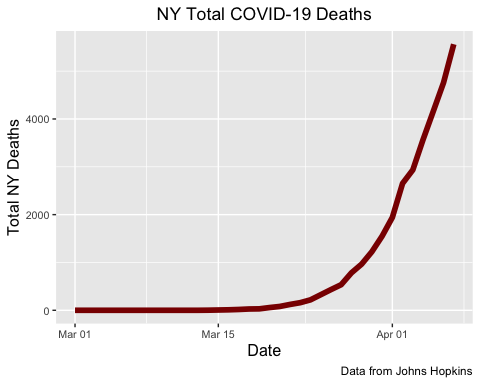 NY Total COVID-19 Deaths
Total NY Deaths
4000
2000
0
Mar 01
Mar 15
Apr 01
Date
Data from Johns Hopkins